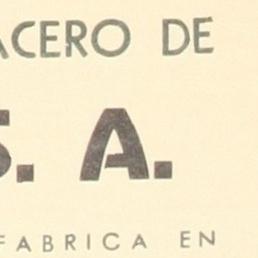 ACERO DE
S. A.
FABRICA EN